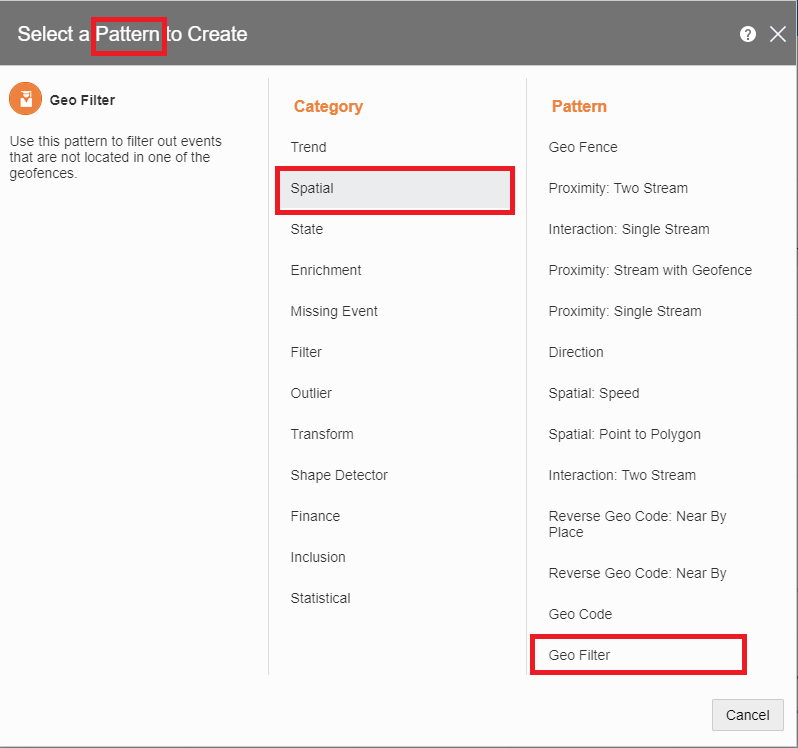 Select a Pattern to Create
Geo Filter
Use this pattern to filter out events
that are not located in one of the
geofences.
Category
Trend
Spatial
State
Enrichment
Missing Event
Filter
Outlier
Transform
Shape Detector
Finance
Inclusion
Statistical
Pattern
Geo Fence
Proximity: Two Stream
Interaction: Single Stream
Proximity: Stream with Geofence
Proximity: Single Stream
Direction
Spatial: Speed
Spatial: Point to Polygon
Interaction: Two Stream
Reverse Geo Code: Near By
Place
Reverse Geo Code: Near By
Geo Code
Geo Filter
Cancel